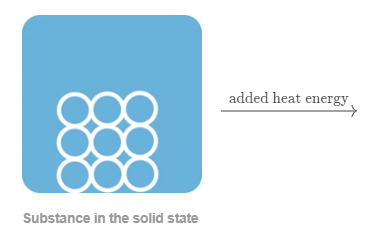 added heat energy
Substance in the solid state